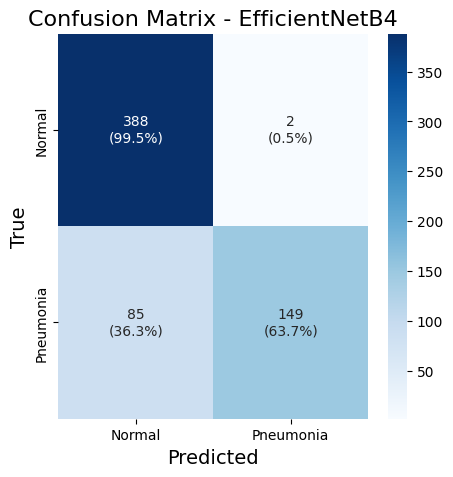 Confusion Matrix - EfficientNetB4
True
Normal
388
(99.5%)
2
(0.5%)
Pneumonia
85
(36.3%)
149
(63.7%)
Normal
Pneumonia
Predicted
350
300
250
200
150
100
50